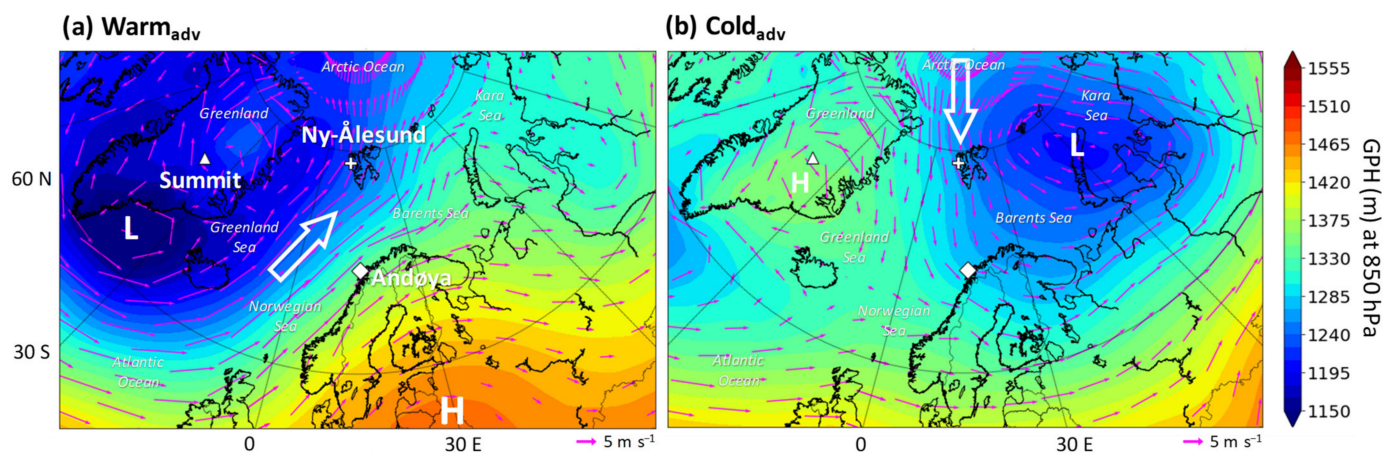 (a) Warm_adv
(b) Cold_adv
Arctic Ocean
Greenland
Kara
Sea
Ny-Ålesund
Summit
60 N
L
Greenland
Sea
Barents Sea
Andøya
Norwegian
Sea
30 S
Atlantic
Ocean
H
0
30 E
5 m s⁻¹
Arctic Ocean
Greenland
Kara
Sea
L
H
Barents Sea
Greenland
Sea
Norwegian
Sea
Atlantic
Ocean
0
30 E
5 m s⁻¹
1555
1510
1465
1420
1375
1330
1285
1240
1195
1150
GPH (m) at 850 hPa